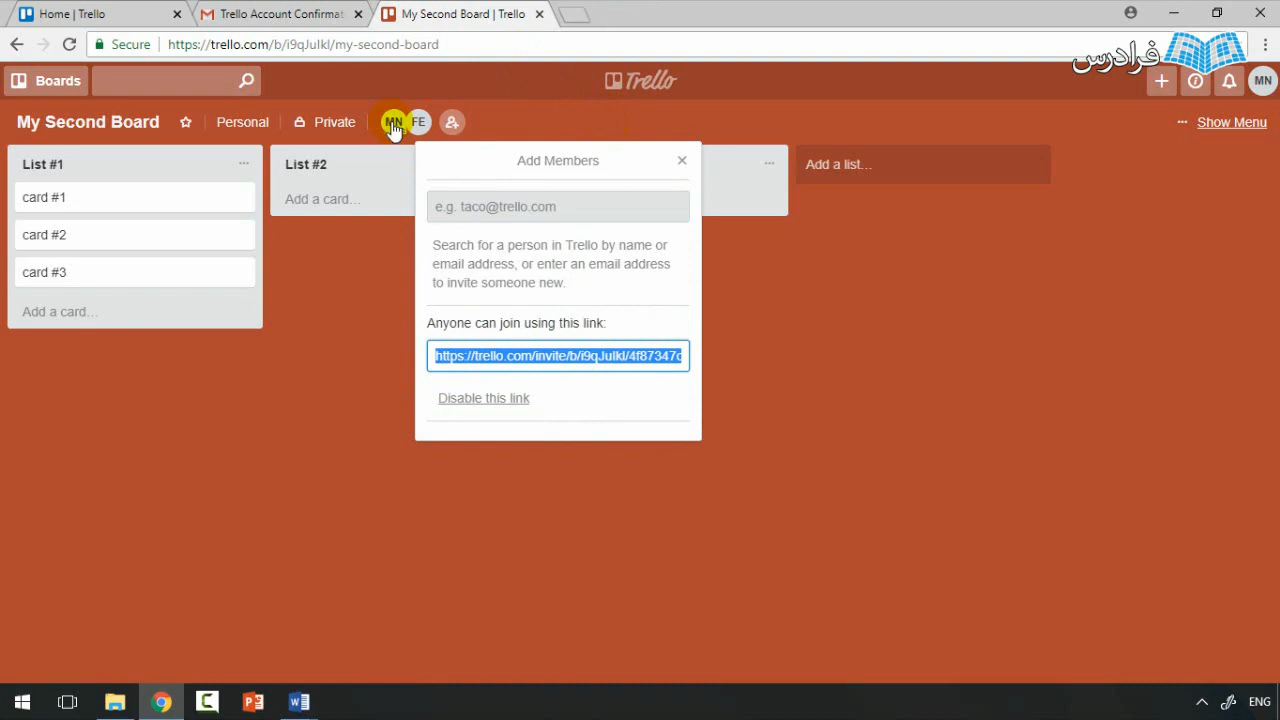 Home | Trello
Trello Account Confirmat
My Second Board | Trello
Secure
https://trello.com/b/i9qJulkl/my-second-board
فرادرس
Boards
Trello
MN
My Second Board
Personal
Private
MN
FE
Show Menu
List #1
card #1
card #2
card #3
Add a card…
List #2
Add a card…
Add a list…
Add Members
e.g. taco@trello.com
Search for a person in Trello by name or
email address, or enter an email address
to invite someone new.
Anyone can join using this link:
https://trello.com/invite/b/i9qJulkl/4f87347c
Disable this link
ENG